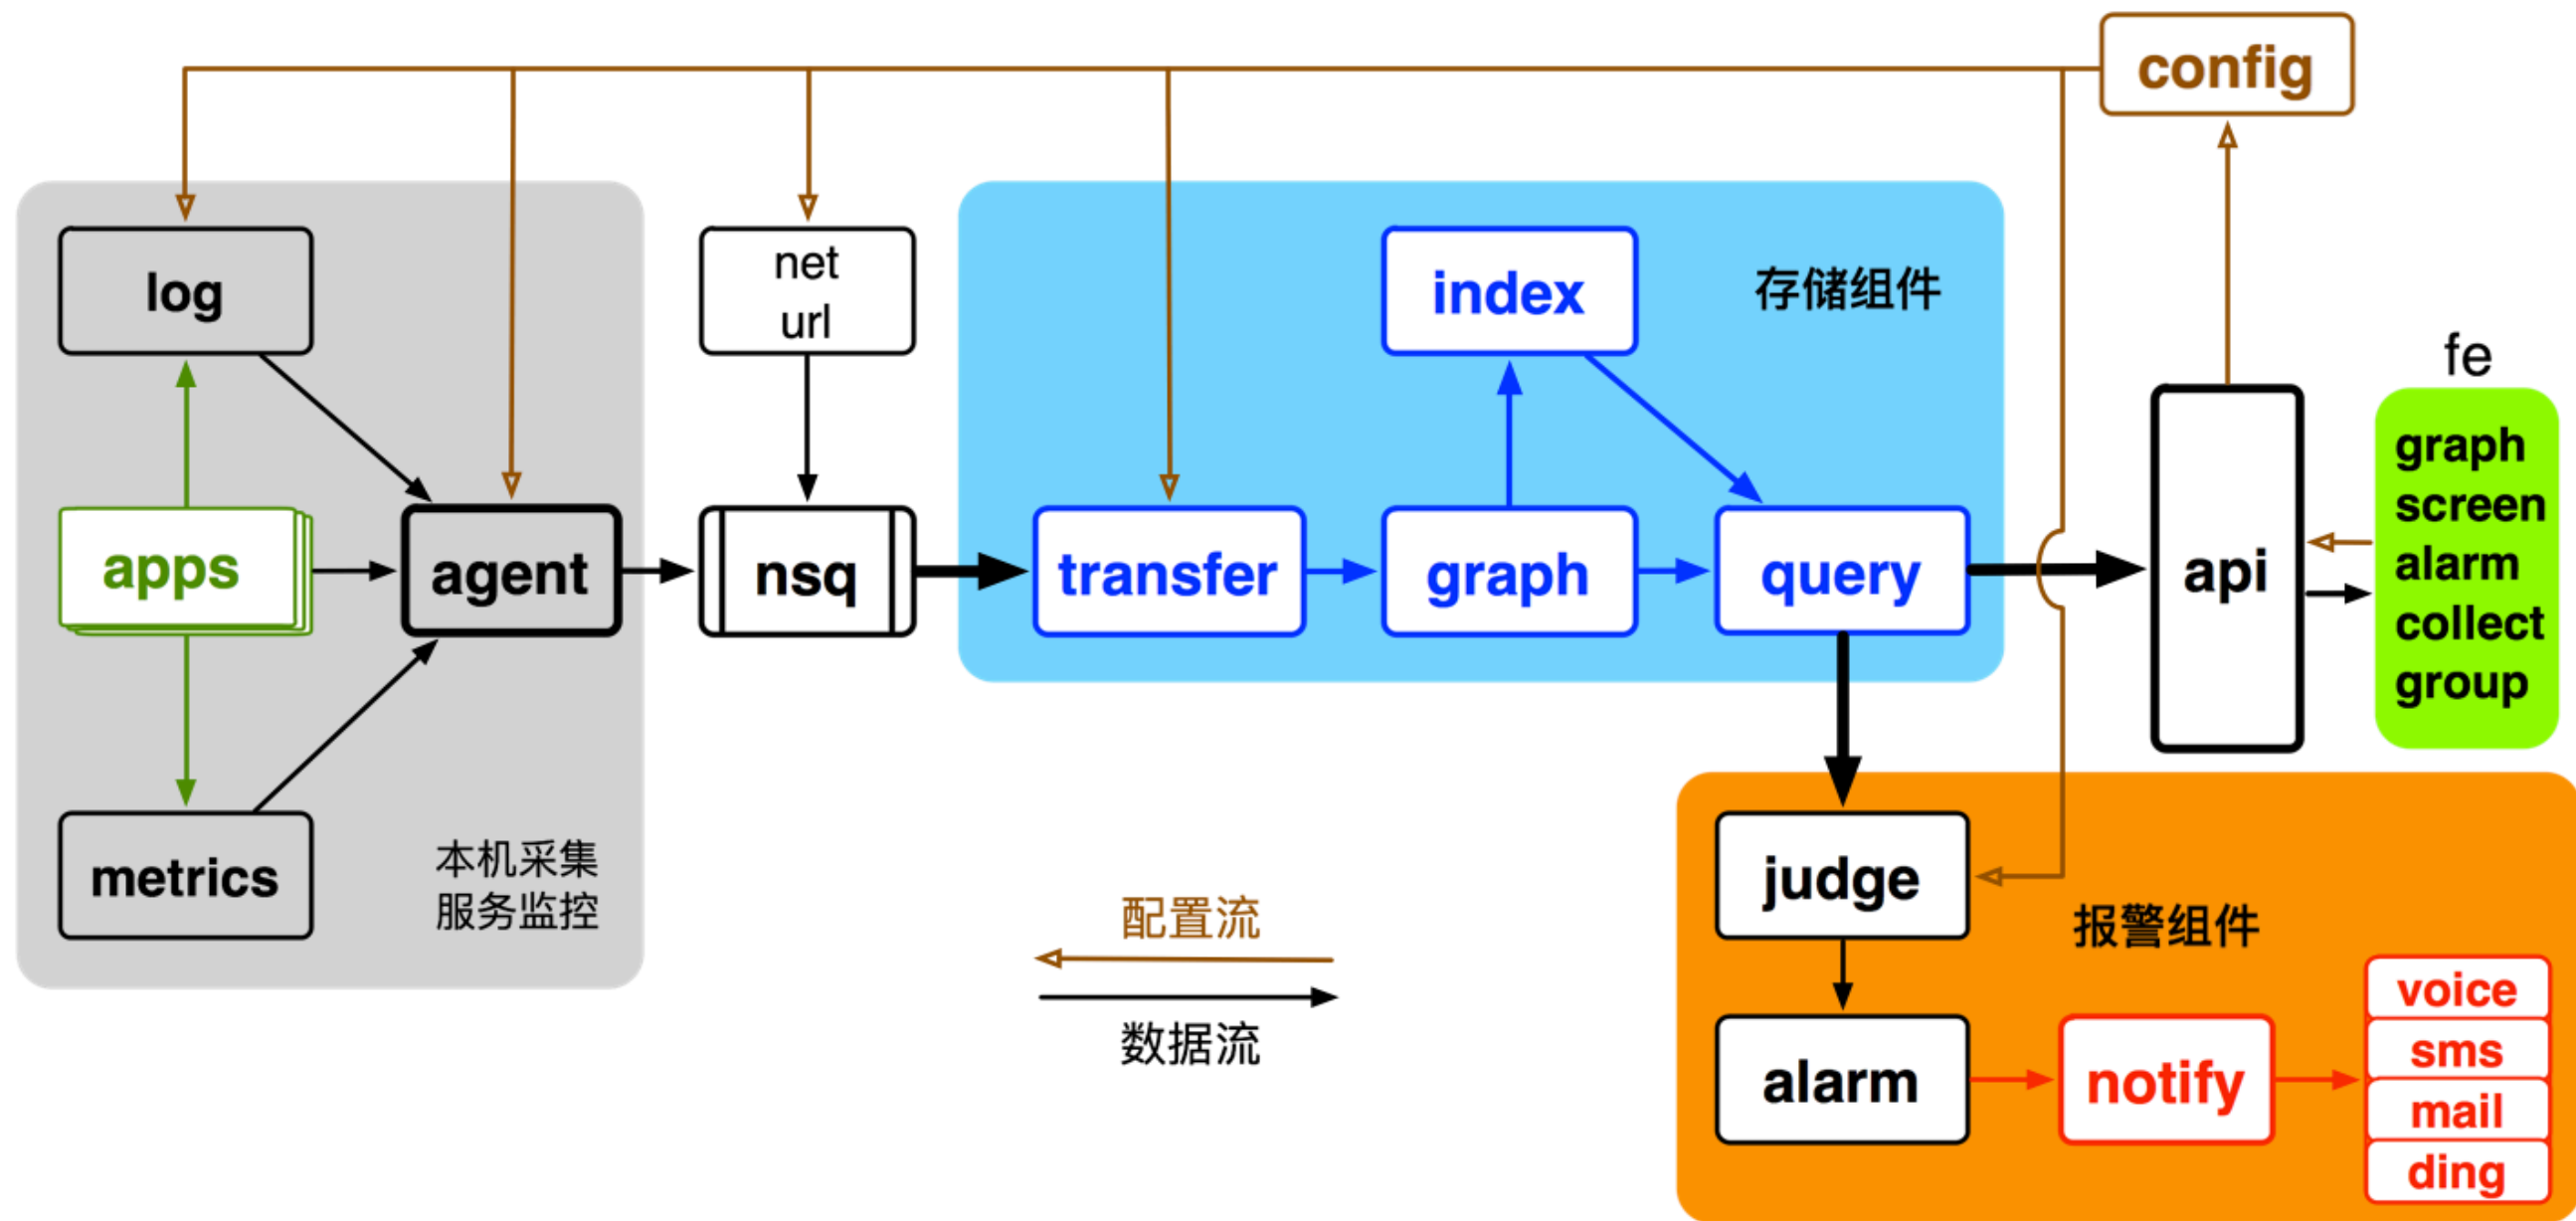 config
log
net
url
index
存储组件
fe
apps
agent
nsq
transfer
graph
query
api
graph
screen
alarm
collect
group
metrics
本机采集
服务监控
配置流
数据流
judge
报警组件
alarm
notify
voice
sms
mail
ding